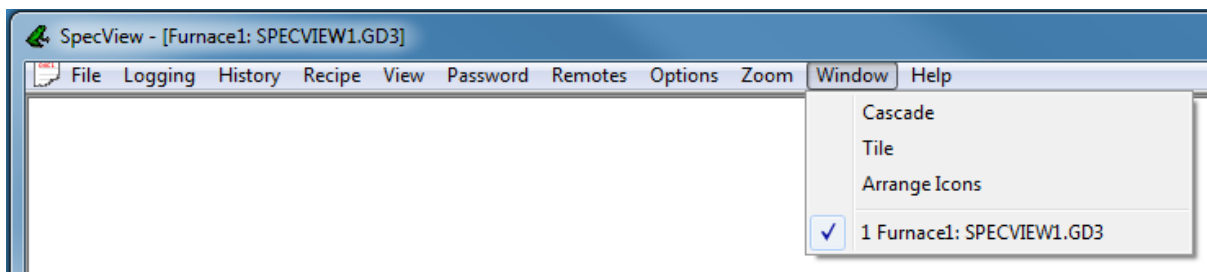 SpecView - [Furnace1: SPECVIEW1.GD3]
File Logging History Recipe View Password Remotes Options Zoom Window Help
Cascade
Tile
Arrange Icons
1 Furnace1: SPECVIEW1.GD3